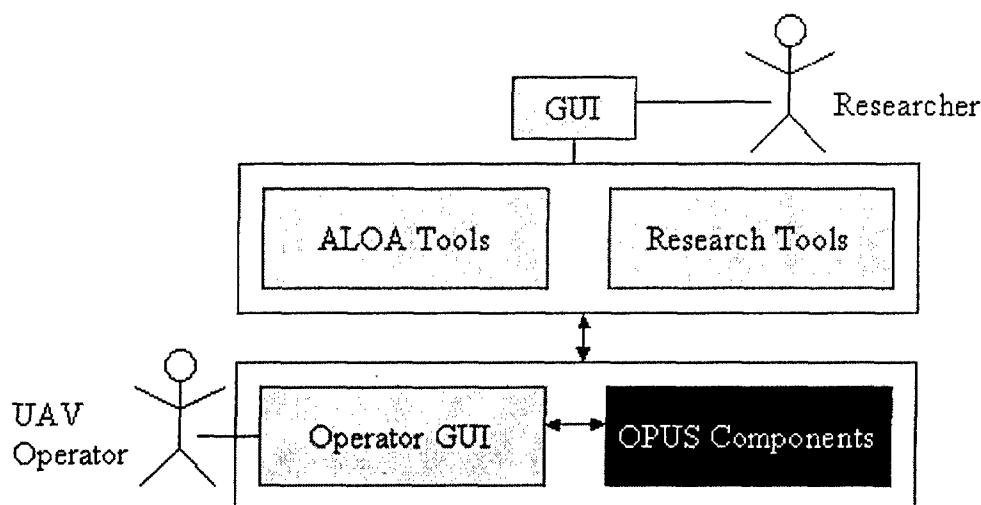 GUI
Researcher
ALOA Tools
Research Tools
UAV
Operator
Operator GUI
OPUS Components